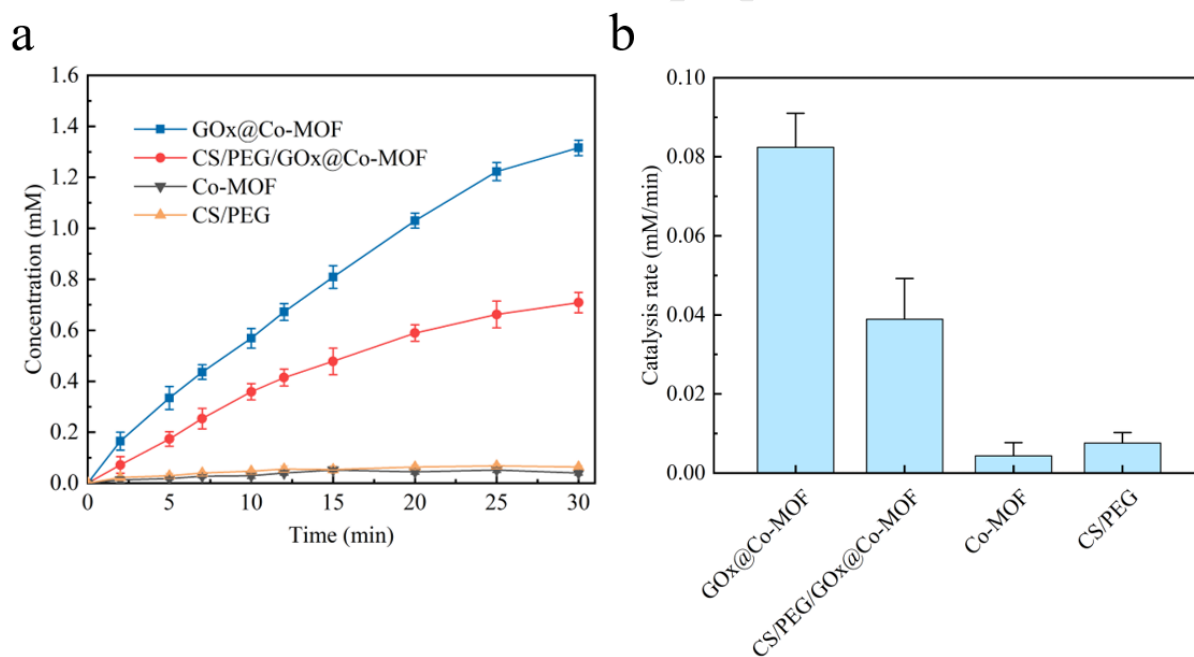 a
Concentration (mM)
1.6
1.4
1.2
1.0
0.8
0.6
0.4
0.2
0.0
GOx@Co-MOF
CS/PEG/GOx@Co-MOF
Co-MOF
CS/PEG
0 5 10 15 20 25 30
Time (min)
b
Catalysis rate (mM/min)
0.10
0.08
0.06
0.04
0.02
0.00
GOx@Co-MOF
CS/PEG/GOx@Co-MOF
Co-MOF
CS/PEG